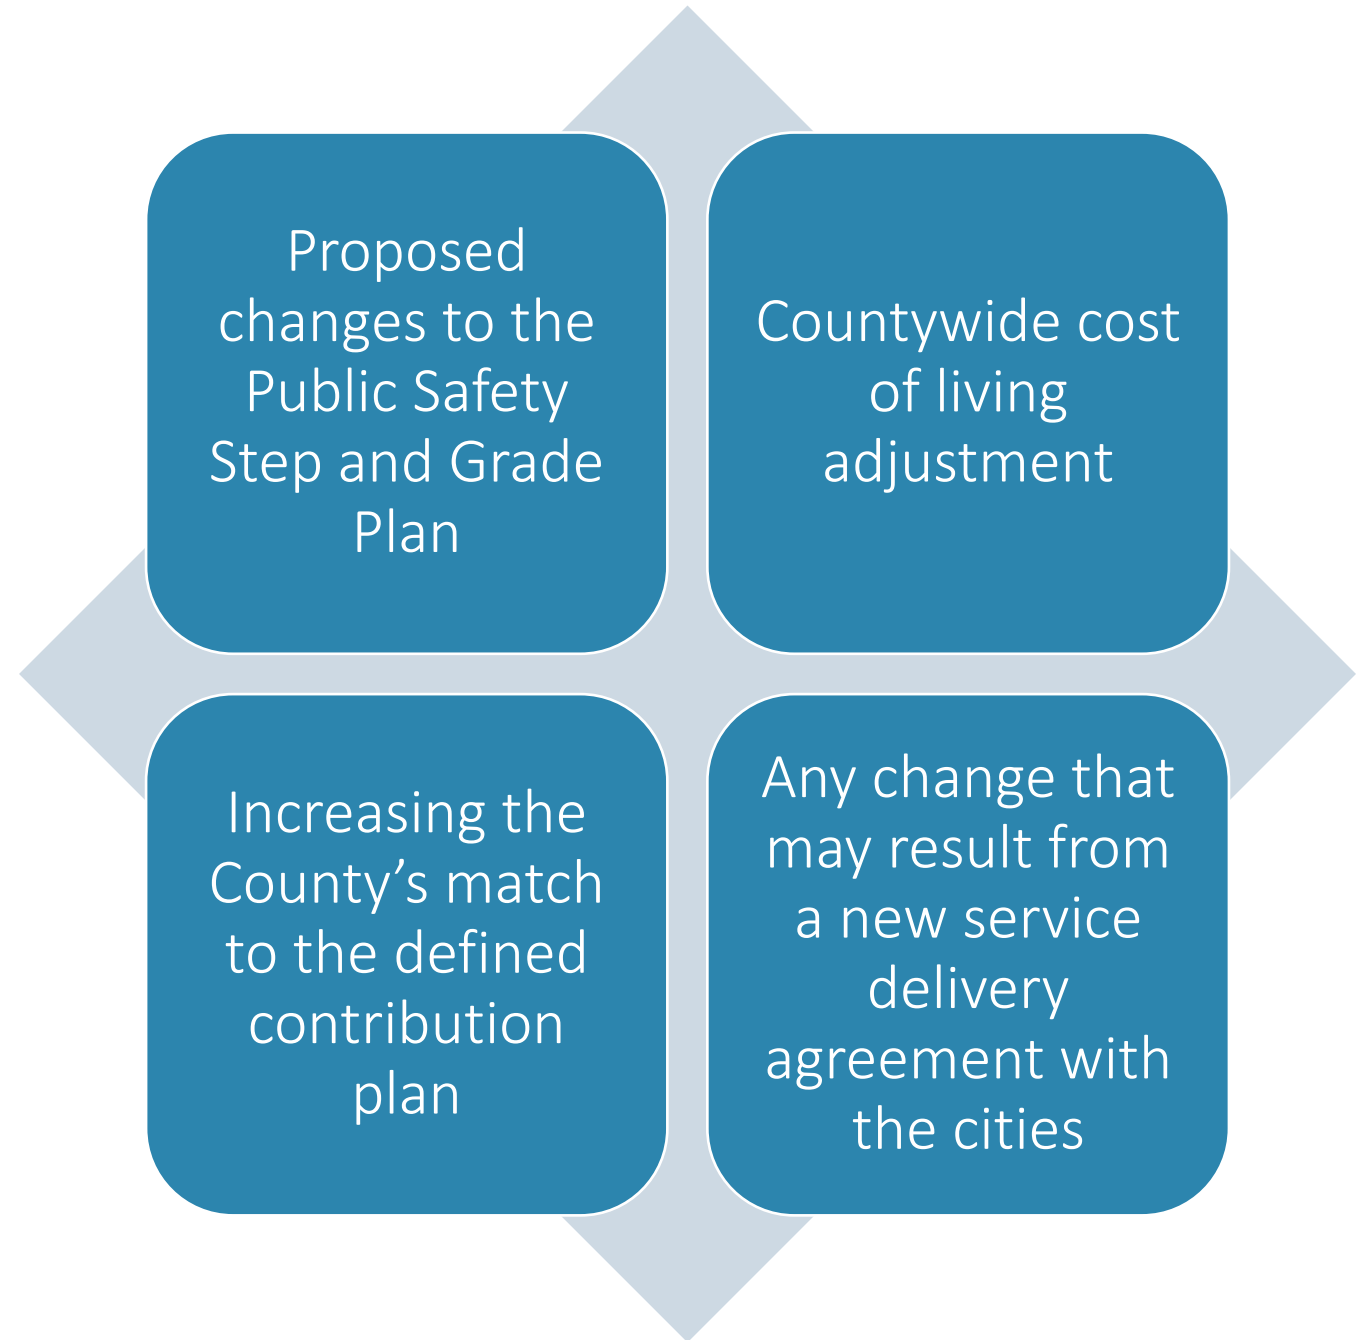 Proposed
changes to the
Public Safety
Step and Grade
Plan
Countywide cost
of living
adjustment
Increasing the
County’s match
to the defined
contribution
plan
Any change that
may result from
a new service
delivery
agreement with
the cities